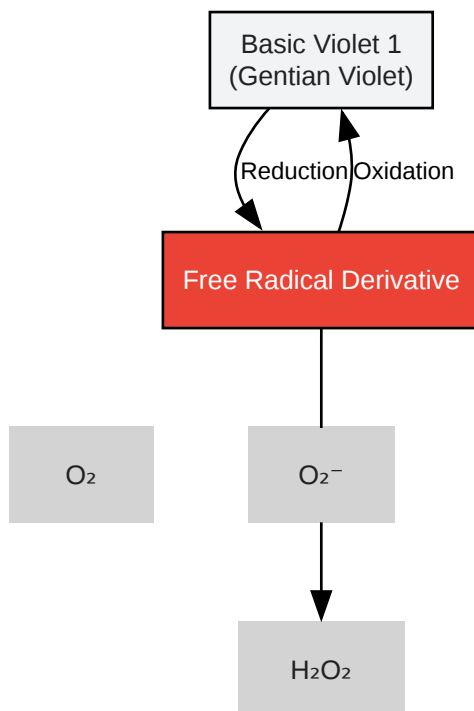 Basic Violet 1
(Gentian Violet)
Reduction Oxidation
Free Radical Derivative
O₂
O₂⁻
H₂O₂